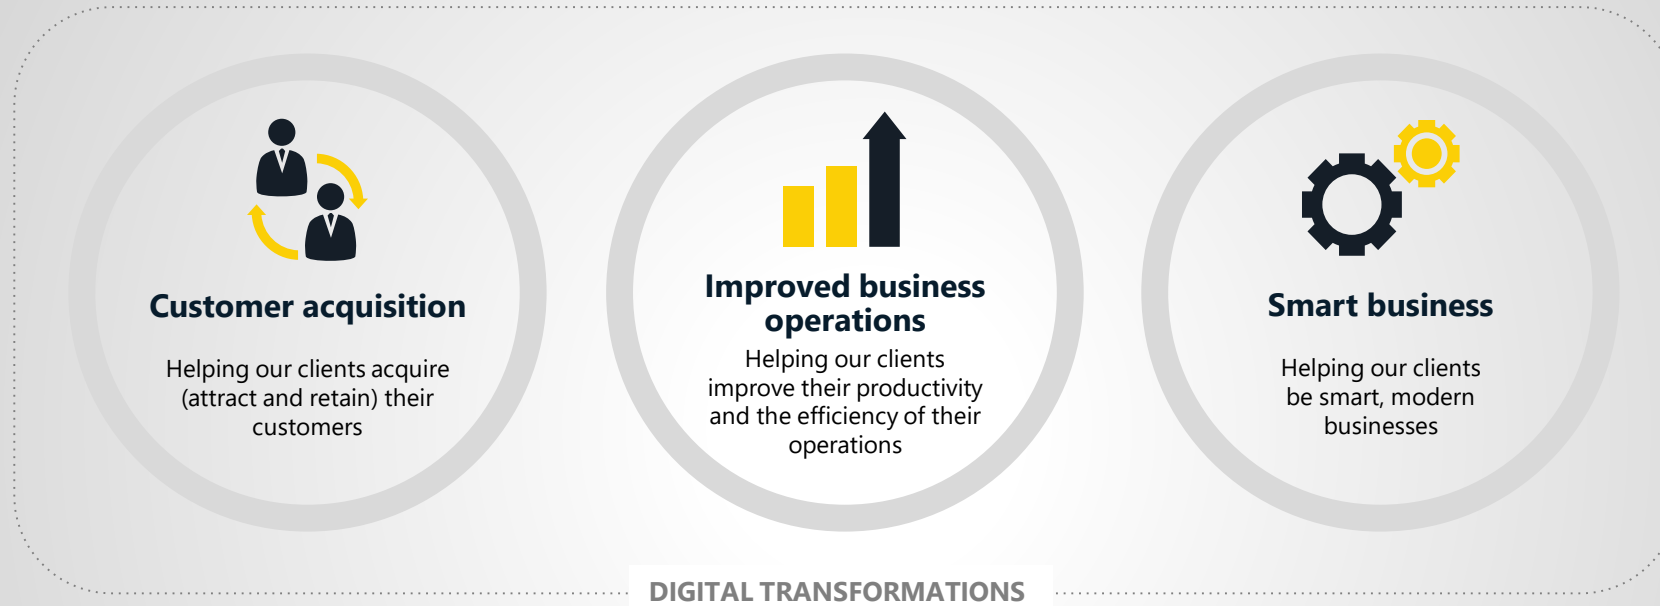 Customer acquisition
Helping our clients acquire
(attract and retain) their
customers
Improved business
operations
Helping our clients
improve their productivity
and the efficiency of their
operations
Smart business
Helping our clients
be smart, modern
businesses
DIGITAL TRANSFORMATIONS